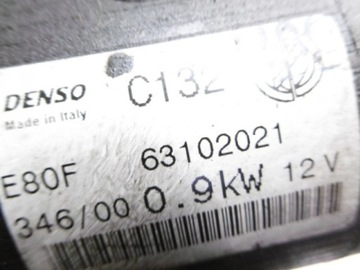 DENSO C132
Made in Italy
E80F 63102021
346/00 0.9kW 12V